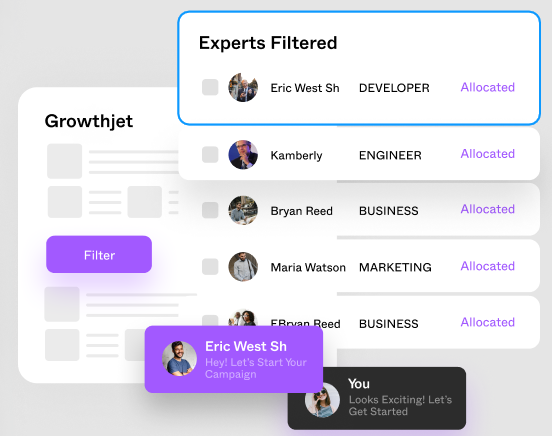 Experts Filtered
Eric West Sh DEVELOPER Allocated
Growthjet
Kamberly ENGINEER Allocated
Bryan Reed BUSINESS Allocated
Filter
Maria Watson MARKETING Allocated
EBryan Reed BUSINESS Allocated
Eric West Sh
Hey! Let's Start Your
Campaign
You
Looks Exciting! Let's
Get Started